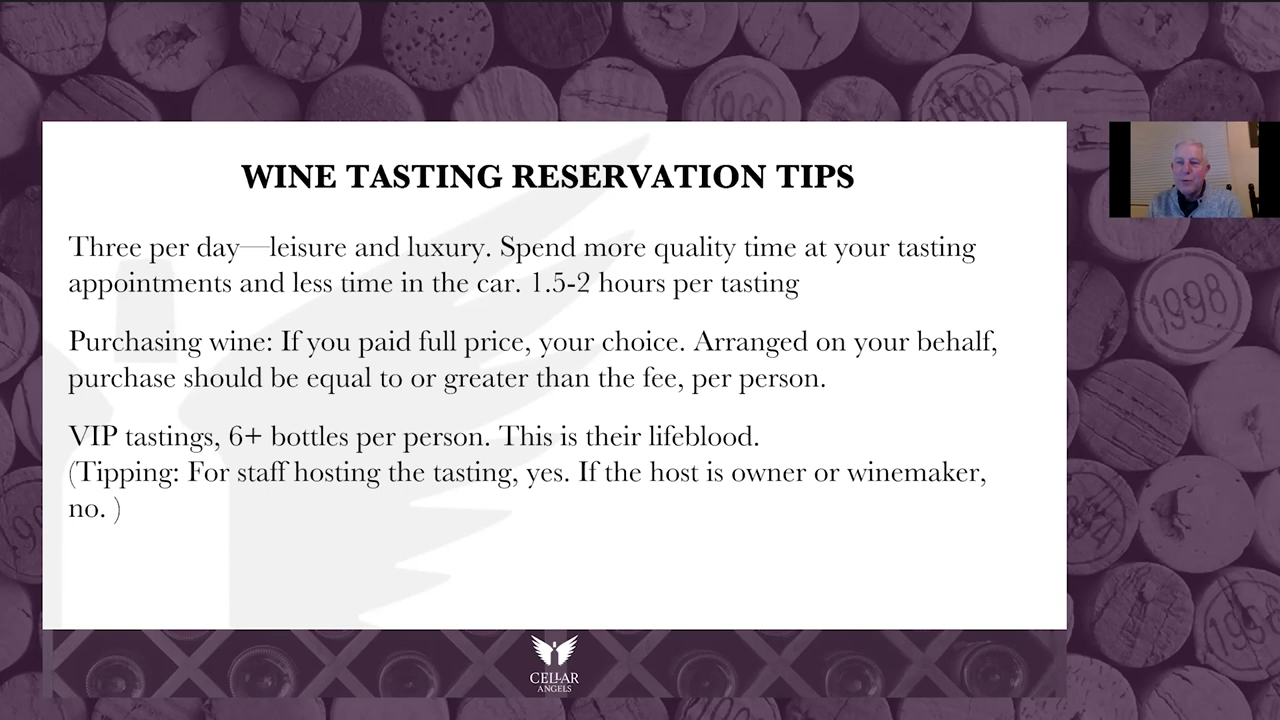 WINE TASTING RESERVATION TIPS
Three per day—leisure and luxury. Spend more quality time at your tasting
appointments and less time in the car. 1.5-2 hours per tasting
Purchasing wine: If you paid full price, your choice. Arranged on your behalf,
purchase should be equal to or greater than the fee, per person.
VIP tastings, 6+ bottles per person. This is their lifeblood.
(Tipping: For staff hosting the tasting, yes. If the host is owner or winemaker,
no. )
1998
CELLAR
ANGELS